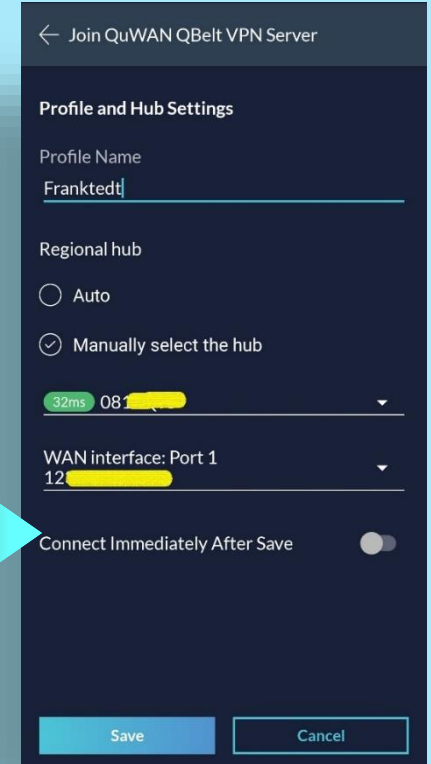 Join QuWAN QBelt VPN Server
Profile and Hub Settings
Profile Name
Franktedt
Regional hub
Auto
Manually select the hub
32ms 081
WAN interface: Port 1
12
Connect Immediately After Save
Save Cancel